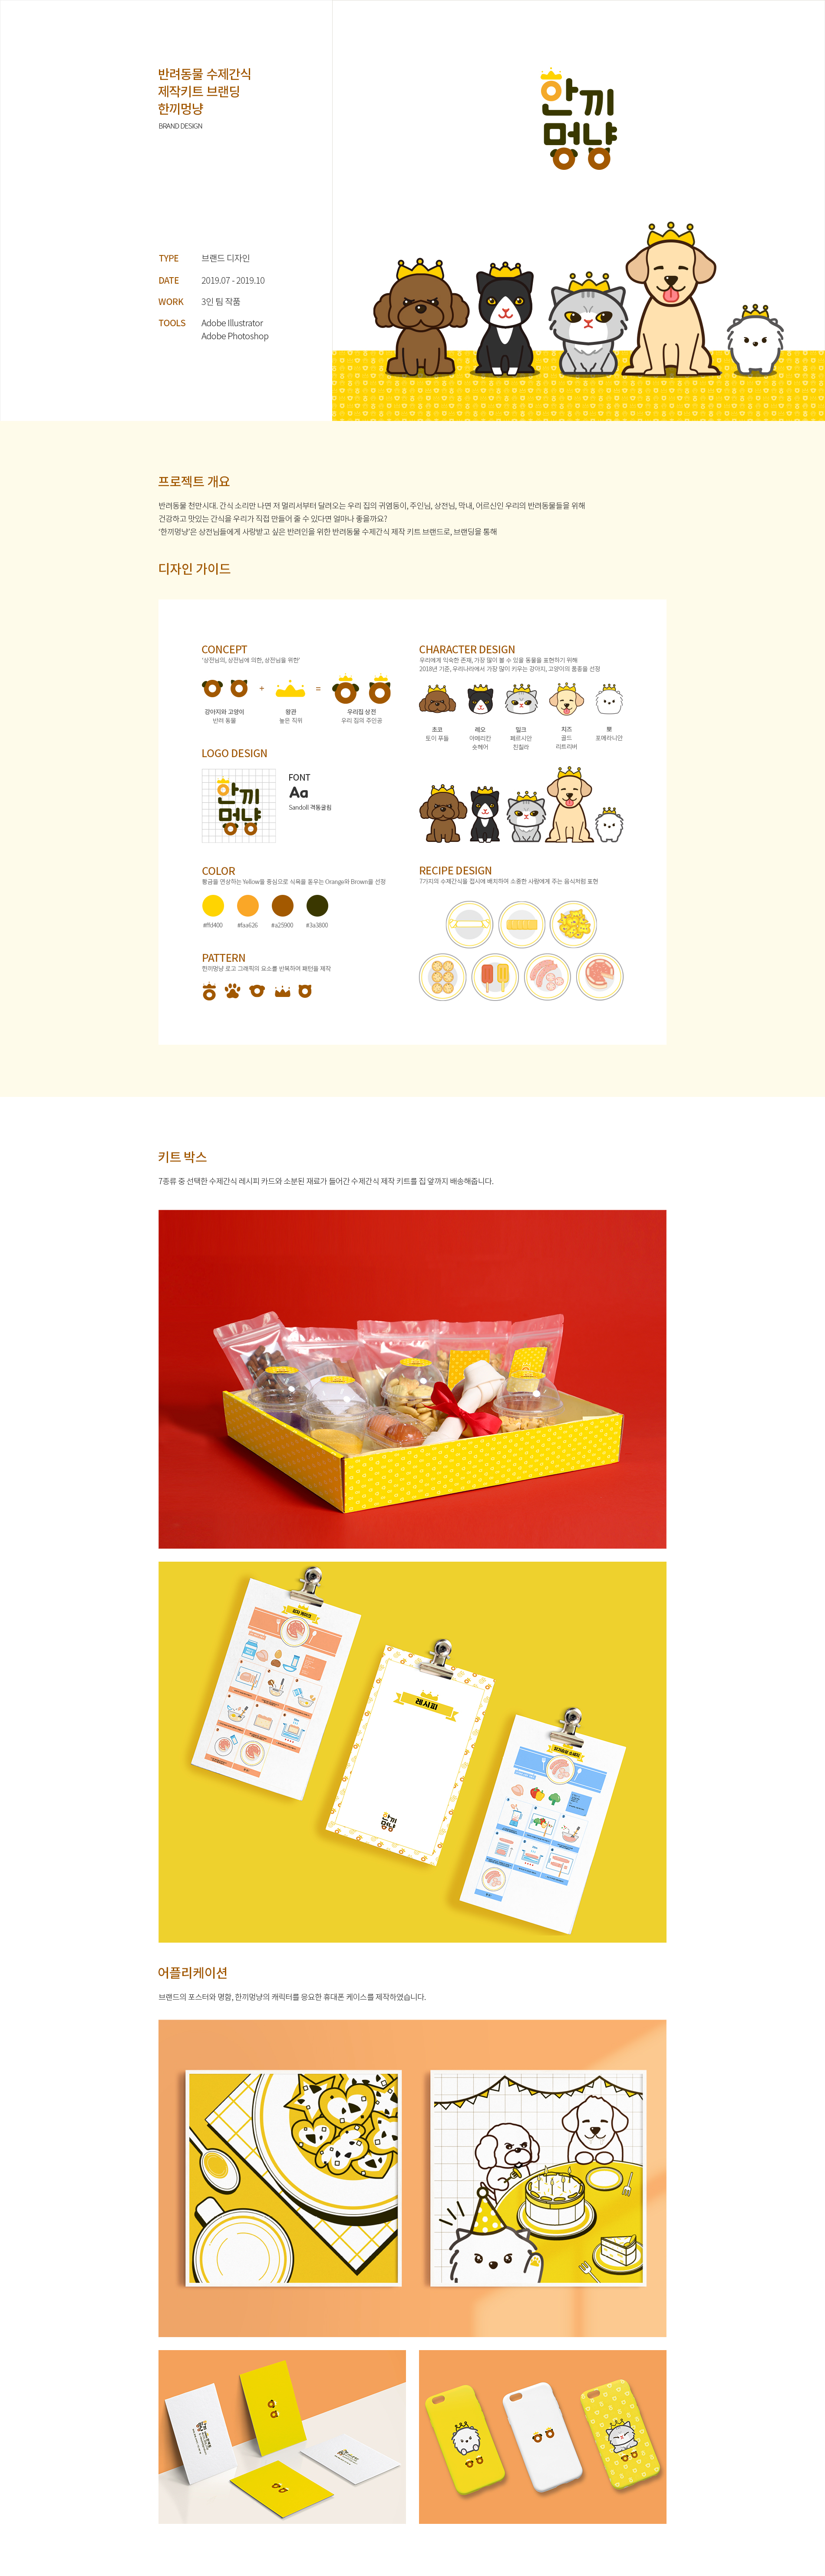 반려동물 수제간식
제작키트 브랜딩
한끼멍냥
BRAND DESIGN
TYPE 브랜드 디자인
DATE 2019.07 - 2019.10
WORK 3인 팀 작품
TOOLS Adobe Illustrator
Adobe Photoshop
한끼
멍냥
프로젝트 개요
반려동물 천만시대. 간식 소리만 나면 저 멀리서부터 달려오는 우리 집의 귀염둥이, 주인님, 상전님, 막내, 어르신인 우리의 반려동물들을 위해
건강하고 맛있는 간식을 우리가 직접 만들어 줄 수 있다면 얼마나 좋을까요?
'한끼멍냥'은 상전님들에게 사랑받고 싶은 반려인을 위한 반려동물 수제간식 제작 키트 브랜드로, 브랜딩을 통해
디자인 가이드
CONCEPT
'상전님의, 상전님에 의한, 상전님을 위한'
+ =
강아지와 고양이 왕관 우리집 상전
반려 동물 높은 직위 우리 집의 주인공
LOGO DESIGN
한끼
멍냥
FONT
Aa
Sandoll 격동굴림
COLOR
황금을 연상하는 Yellow를 중심으로 식욕을 돋우는 Orange와 Brown을 선정
#ffd400 #faa626 #a25900 #3a3800
PATTERN
한끼멍냥 로고 그래픽의 요소를 반복하여 패턴을 제작
CHARACTER DESIGN
우리에게 익숙한 존재, 가장 많이 볼 수 있을 동물을 표현하기 위해
2018년 기준, 우리나라에서 가장 많이 키우는 강아지, 고양이의 품종을 선정
초코 레오 밀크 치즈 뽀
토이 푸들 아메리칸 페르시안 골드 포메라니안
숏헤어 친칠라 리트리버
RECIPE DESIGN
7가지의 수제간식을 접시에 배치하여 소중한 사람에게 주는 음식처럼 표현
키트 박스
7종류 중 선택한 수제간식 레시피 카드와 소분된 재료가 들어간 수제간식 제작 키트를 집 앞까지 배송해줍니다.
레시피
한끼
멍냥
어플리케이션
브랜드의 포스터와 명함, 한끼멍냥의 캐릭터를 응요한 휴대폰 케이스를 제작하였습니다.